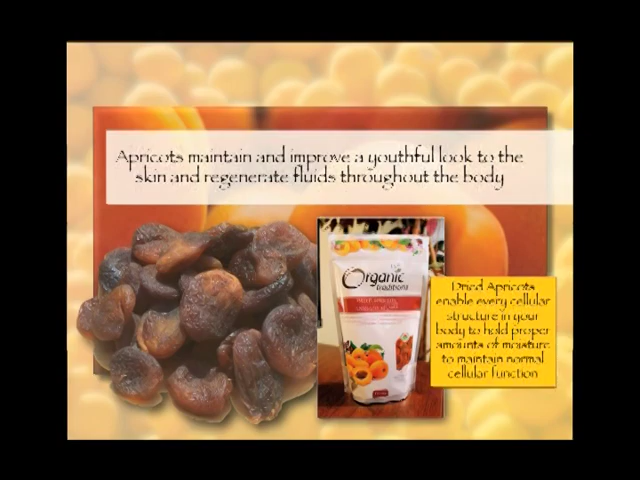 Apricots maintain and improve a youthful look to the
skin and regenerate fluids throughout the body
Organic
traditions
Dried Apricots
enable every cellular
structure in your
body to hold proper
amounts of moisture
to maintain normal
cellular function